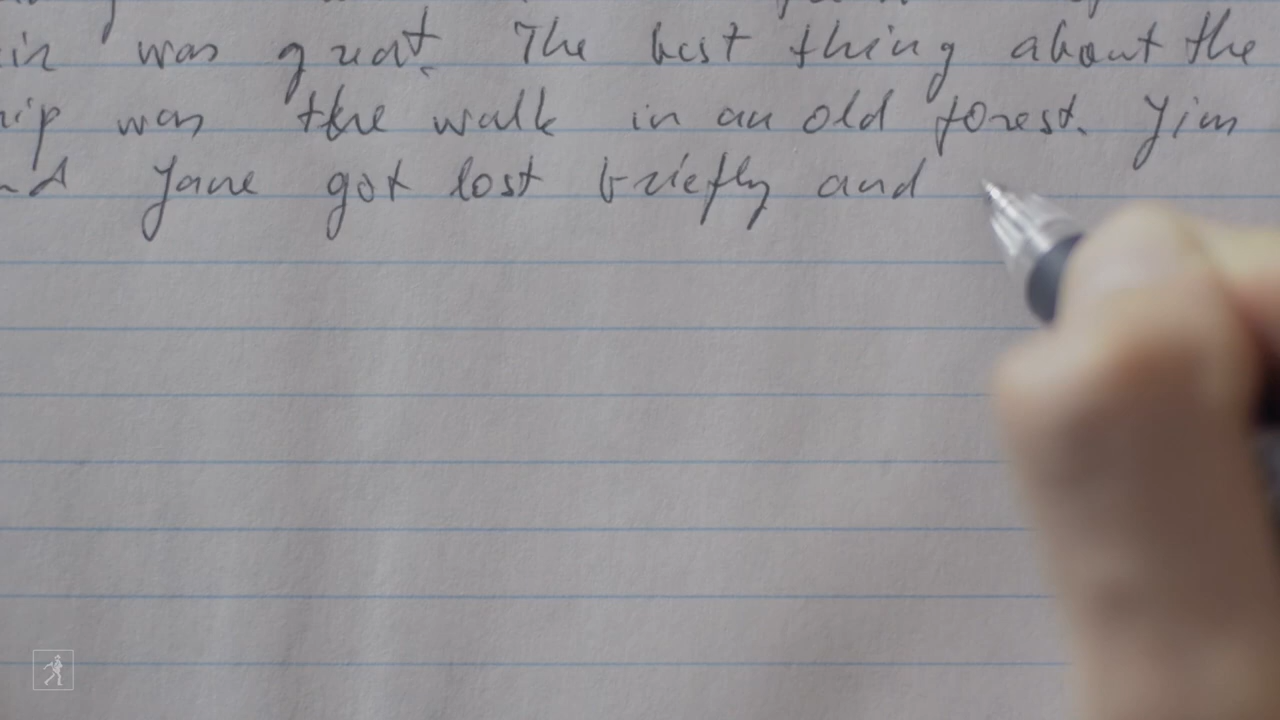 was great. The best thing about the
was the walk in an old forest. Jim
Jane got lost briefly and